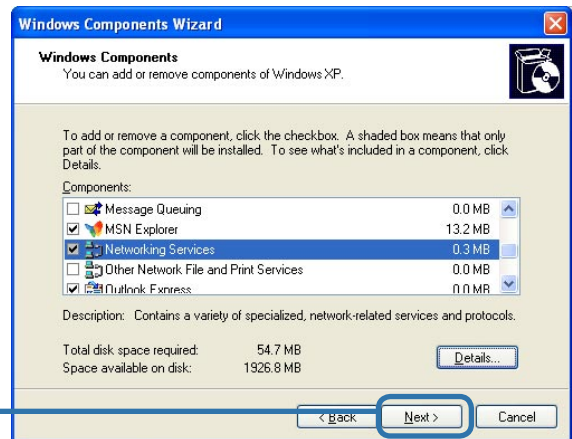 Windows Components Wizard
Windows Components
You can add or remove components of Windows XP.
To add or remove a component, click the checkbox. A shaded box means that only
part of the component will be installed. To see what's included in a component, click
Details.
Components:
Message Queuing 0.0 MB
MSN Explorer 13.2 MB
Networking Services 0.3 MB
Other Network File and Print Services 0.0 MB
Outlook Express 0.0 MB
Description: Contains a variety of specialized, network-related services and protocols.
Total disk space required: 54.7 MB
Details...
Space available on disk: 1926.8 MB
< Back Next > Cancel